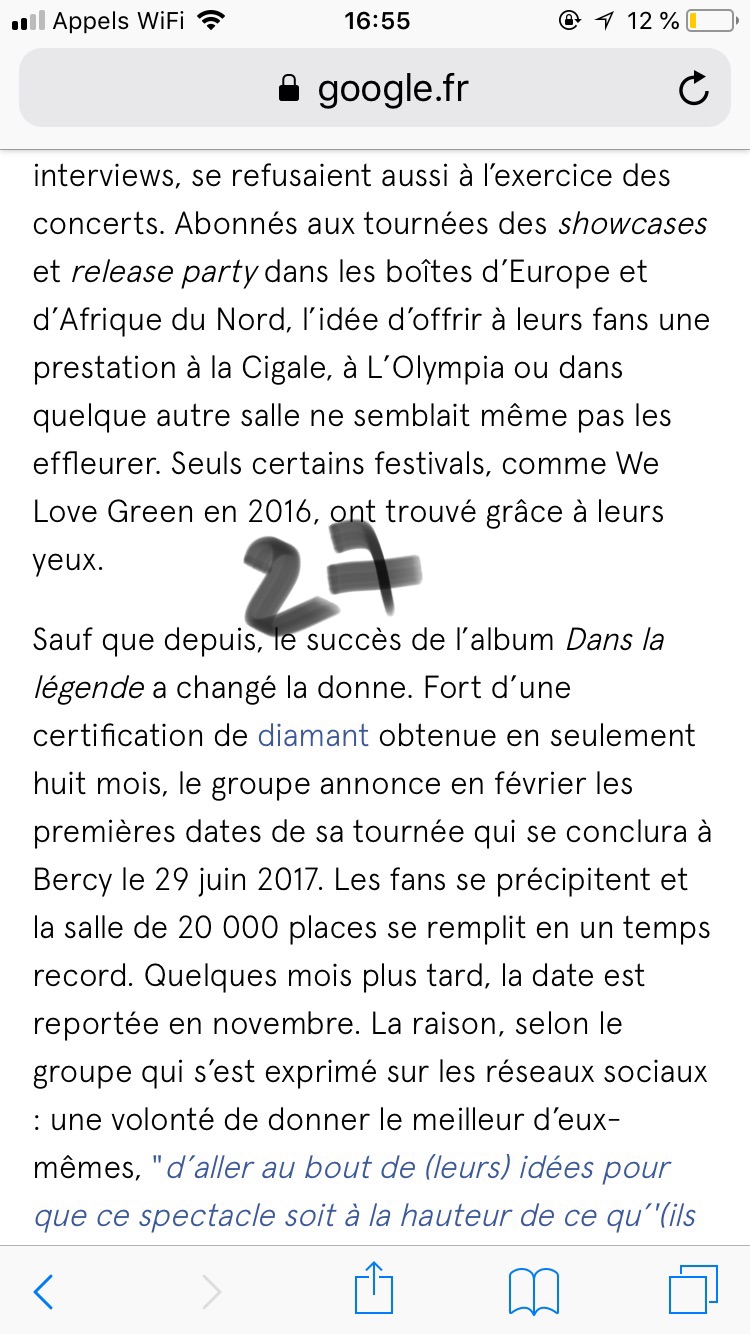 Appels WiFi 16:55 12 %
google.fr
interviews, se refusaient aussi à l’exercice des
concerts. Abonnés aux tournées des showcases
et release party dans les boîtes d’Europe et
d’Afrique du Nord, l’idée d’offrir à leurs fans une
prestation à la Cigale, à L’Olympia ou dans
quelque autre salle ne semblait même pas les
effleurer. Seuls certains festivals, comme We
Love Green en 2016, ont trouvé grâce à leurs
yeux.
27
Sauf que depuis, le succès de l’album Dans la
légende a changé la donne. Fort d’une
certification de diamant obtenue en seulement
huit mois, le groupe annonce en février les
premières dates de sa tournée qui se conclura à
Bercy le 29 juin 2017. Les fans se précipitent et
la salle de 20 000 places se remplit en un temps
record. Quelques mois plus tard, la date est
reportée en novembre. La raison, selon le
groupe qui s’est exprimé sur les réseaux sociaux
: une volonté de donner le meilleur d’eux-
mêmes, "d’aller au bout de (leurs) idées pour
que ce spectacle soit à la hauteur de ce qu’'(ils